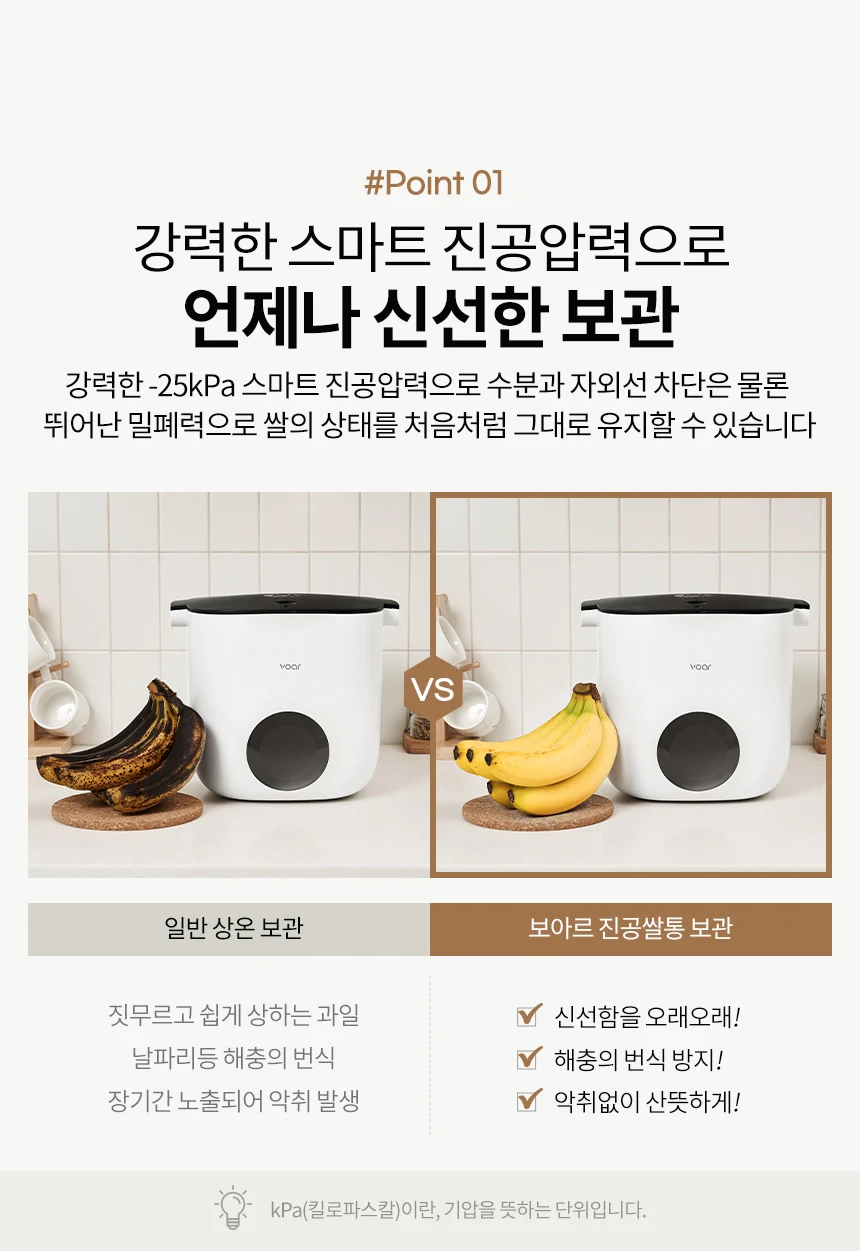 #Point 01
강력한 스마트 진공압력으로
언제나 신선한 보관
강력한 -25kPa 스마트 진공압력으로 수분과 자외선 차단은 물론
뛰어난 밀폐력으로 쌀의 상태를 처음처럼 그대로 유지할 수 있습니다
voar
VS
voar
일반 상온 보관
보아르 진공쌀통 보관
짓무르고 쉽게 상하는 과일
날파리등 해충의 번식
장기간 노출되어 악취 발생
신선함을 오래오래!
해충의 번식 방지!
악취없이 산뜻하게!
kPa(킬로파스칼)이란, 기압을 뜻하는 단위입니다.